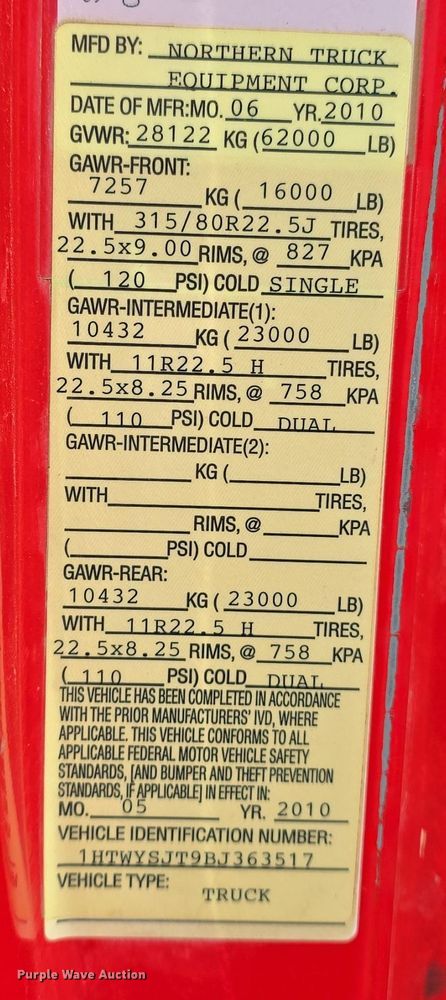 MFD BY: NORTHERN TRUCK
EQUIPMENT CORP.
DATE OF MFR:MO. 06 YR. 2010
GVWR: 28122 KG (62000 LB)
GAWR-FRONT:
7257 KG ( 16000 LB)
WITH 315/80R22.5J TIRES,
22.5x9.00 RIMS, @ 827 KPA
( 120 PSI) COLD SINGLE
GAWR-INTERMEDIATE(1):
10432 KG ( 23000 LB)
WITH 11R22.5 H TIRES,
22.5x8.25 RIMS, @ 758 KPA
( 110 PSI) COLD DUAL
GAWR-INTERMEDIATE(2):
KG ( LB)
WITH TIRES,
RIMS, @ KPA
( PSI) COLD
GAWR-REAR:
10432 KG ( 23000 LB)
WITH 11R22.5 H TIRES,
22.5x8.25 RIMS, @ 758 KPA
( 110 PSI) COLD DUAL
THIS VEHICLE HAS BEEN COMPLETED IN ACCORDANCE
WITH THE PRIOR MANUFACTURERS' IVD, WHERE
APPLICABLE. THIS VEHICLE CONFORMS TO ALL
APPLICABLE FEDERAL MOTOR VEHICLE SAFETY
STANDARDS, [AND BUMPER AND THEFT PREVENTION
STANDARDS, IF APPLICABLE] IN EFFECT IN:
MO. 05 YR. 2010
VEHICLE IDENTIFICATION NUMBER:
1HTWYSJT9BJ363517
VEHICLE TYPE:
TRUCK
Purple Wave Auction